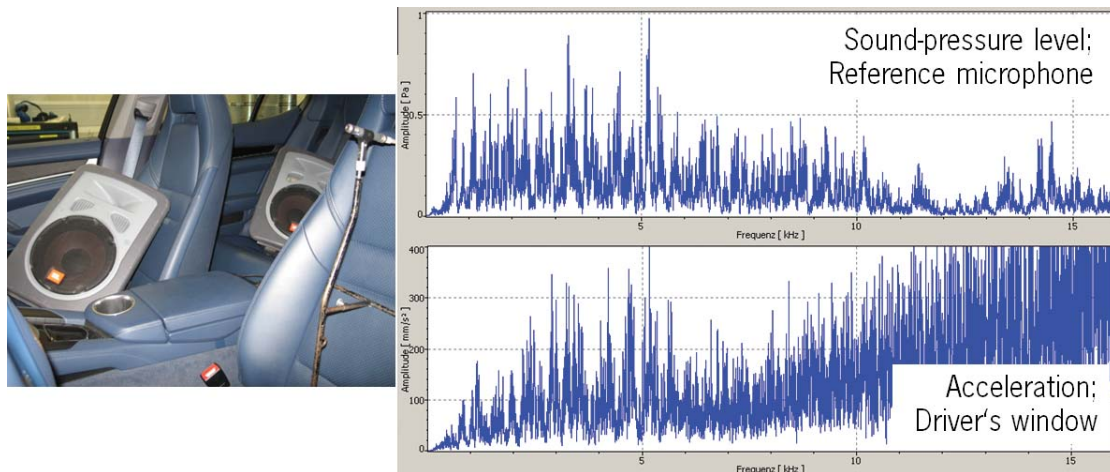 1
Sound-pressure level;
Reference microphone
Amplitude [ Pa ]
0.5
0
5
10
15
Frequenz [ kHz ]
400
300
200
100
0
Amplitude [ mm/s² ]
Acceleration;
Driver‘s window
5
10
15
Frequenz [ kHz ]